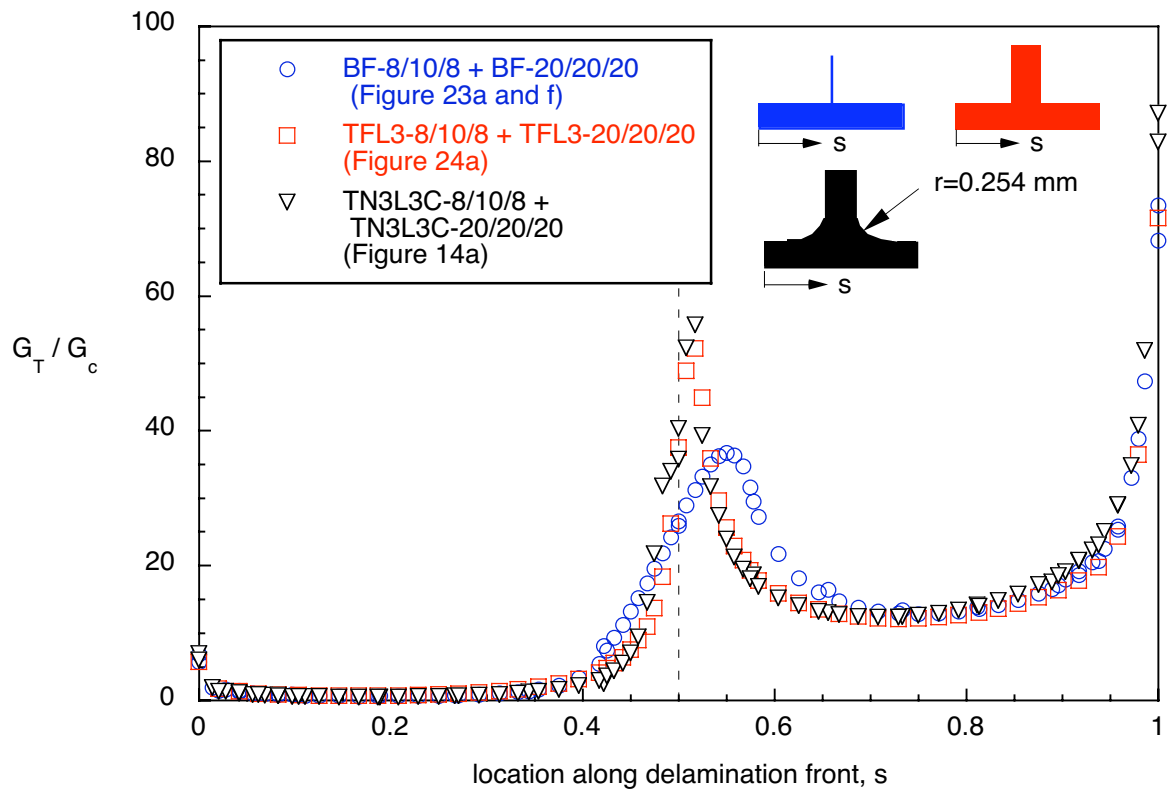 100
80
60
40
20
0
G_T / G_c
BF-8/10/8 + BF-20/20/20
(Figure 23a and f)
TFL3-8/10/8 + TFL3-20/20/20
(Figure 24a)
TN3L3C-8/10/8 +
TN3L3C-20/20/20
(Figure 14a)
s
s
r=0.254 mm
s
0
0.2
0.4
0.6
0.8
1
location along delamination front, s